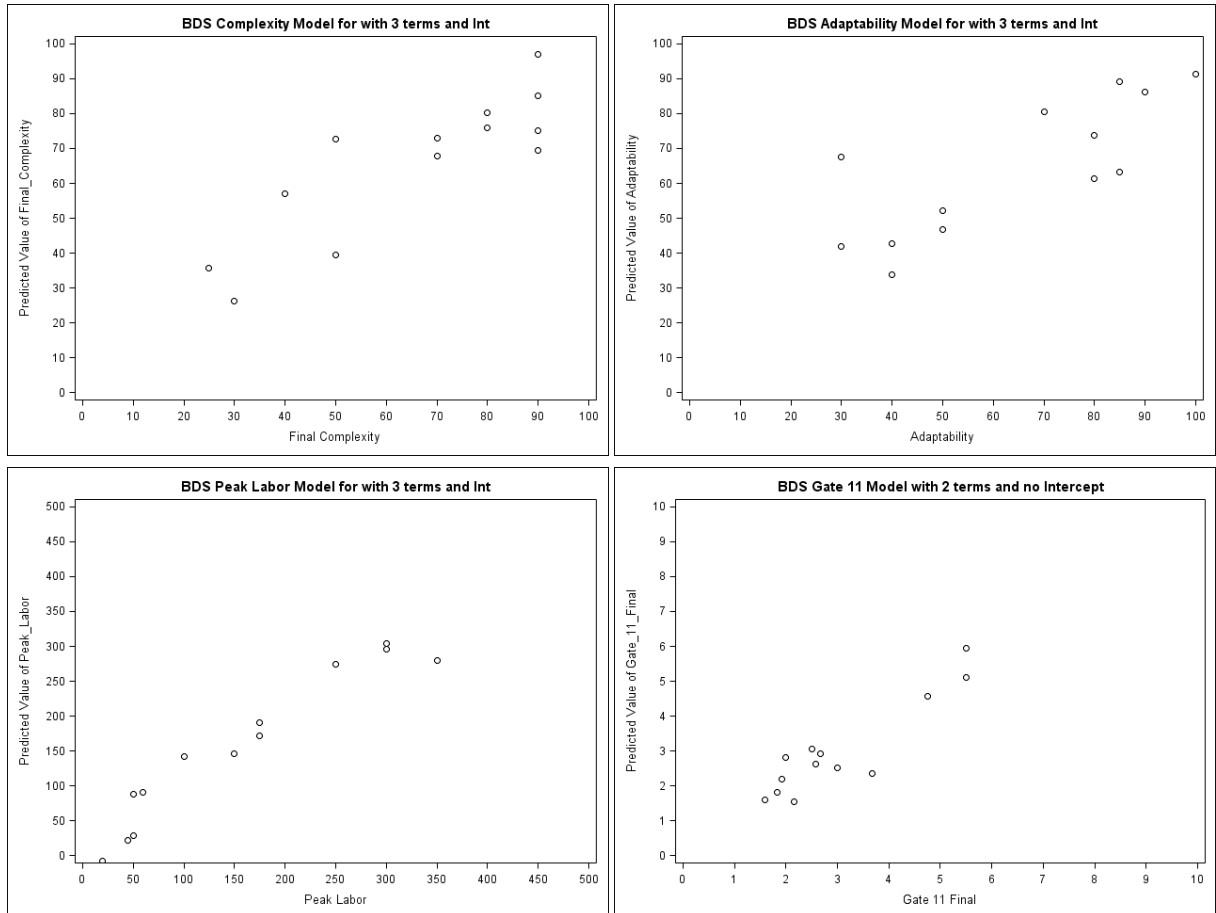 BDS Complexity Model for with 3 terms and Int
100
90
80
70
60
50
40
30
20
10
0
Predicted Value of Final_Complexity
0 10 20 30 40 50 60 70 80 90 100
Final Complexity
BDS Adaptability Model for with 3 terms and Int
100
90
80
70
60
50
40
30
20
10
0
Predicted Value of Adaptability
0 10 20 30 40 50 60 70 80 90 100
Adaptability
BDS Peak Labor Model for with 3 terms and Int
500
450
400
350
300
250
200
150
100
50
0
Predicted Value of Peak_Labor
0 50 100 150 200 250 300 350 400 450 500
Peak Labor
BDS Gate 11 Model with 2 terms and no Intercept
10
9
8
7
6
5
4
3
2
1
0
Predicted Value of Gate_11_Final
0 1 2 3 4 5 6 7 8 9 10
Gate 11 Final